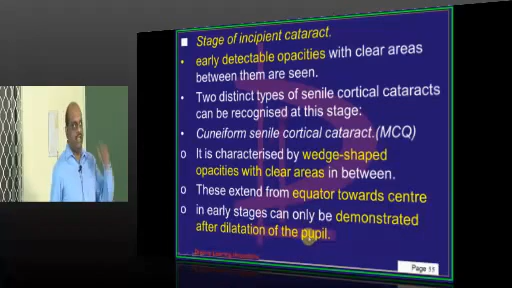 Stage of incipient cataract.
early detectable opacities with clear areas
between them are seen.
Two distinct types of senile cortical cataracts
can be recognised at this stage:
Cuneiform senile cortical cataract.(MCQ)
It is characterised by wedge-shaped
opacities with clear areas in between.
These extend from equator towards centre
in early stages can only be demonstrated
after dilatation of the pupil.
Page 11